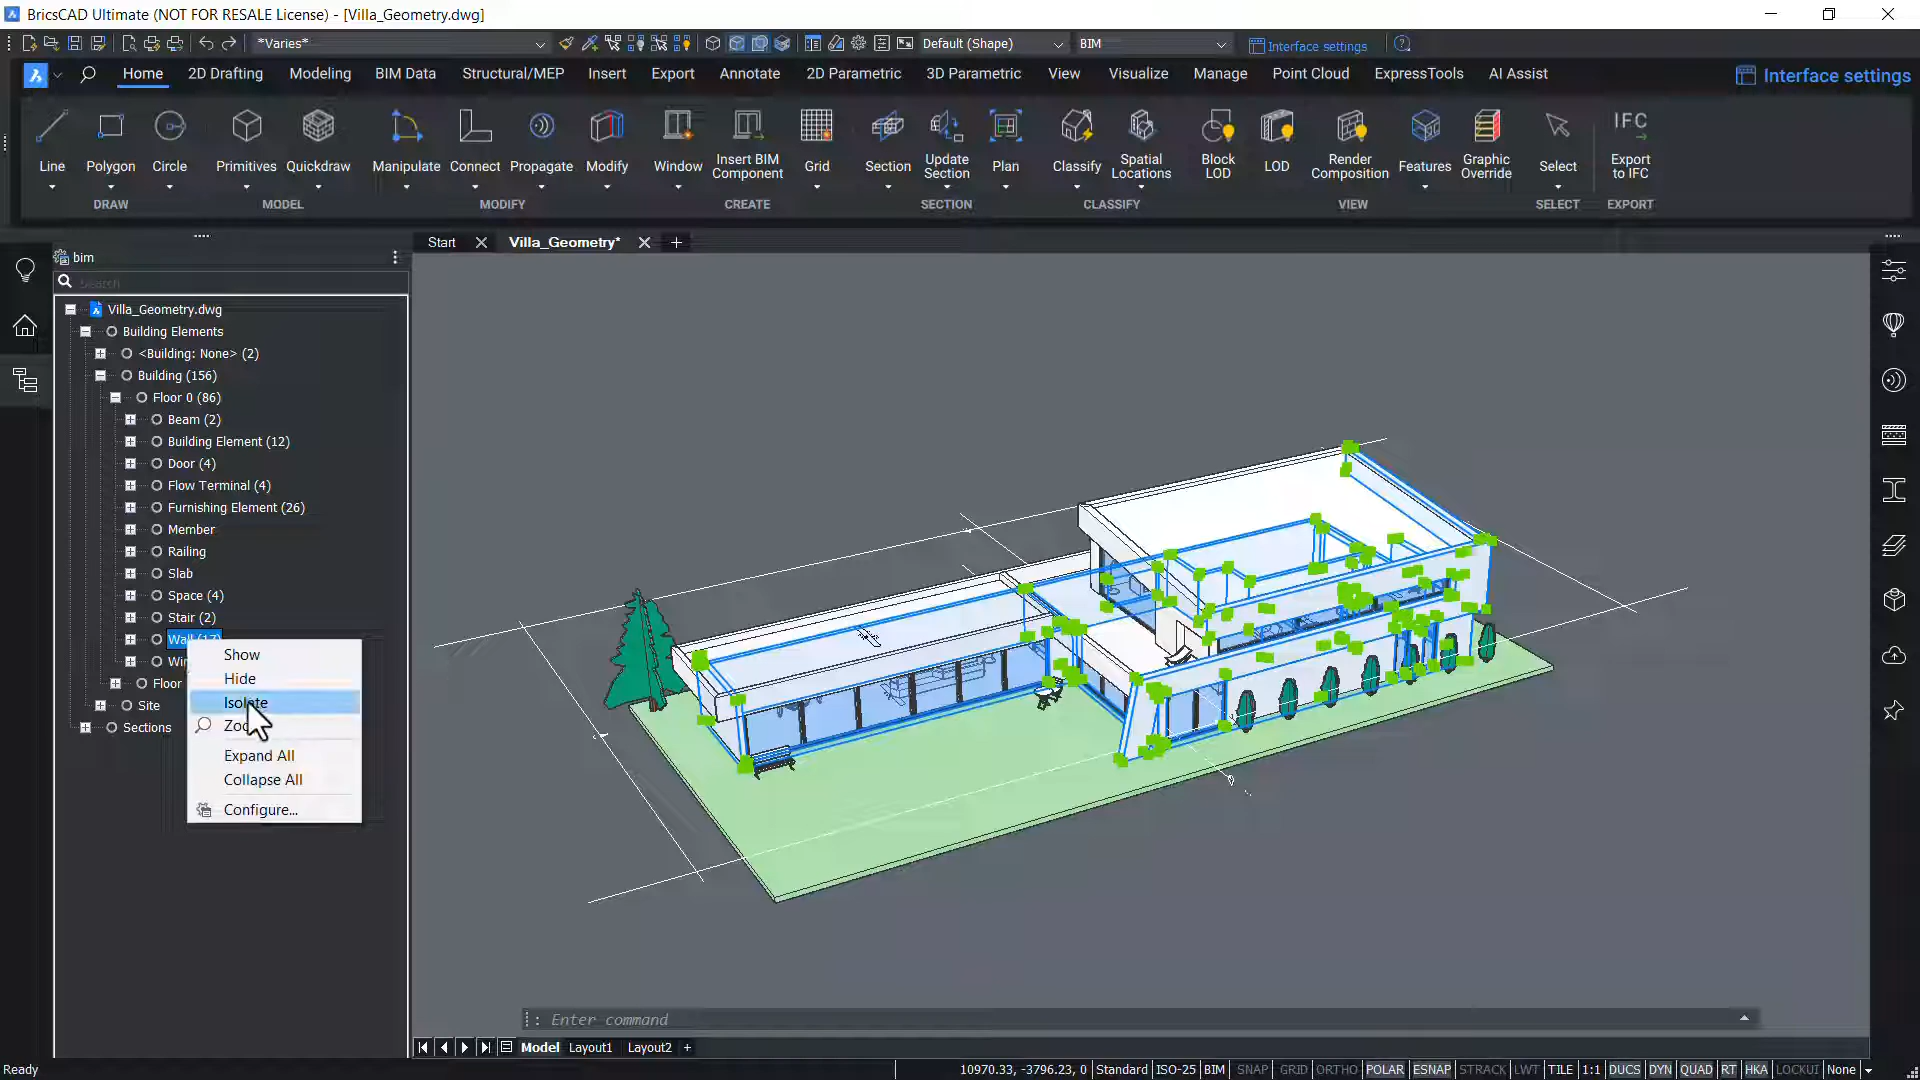 BricsCAD Ultimate (NOT FOR RESALE License) - [Villa_Geometry.dwg]
*Varies*
Default (Shape)
BIM
Interface settings
Home
2D Drafting
Modeling
BIM Data
Structural/MEP
Insert
Export
Annotate
2D Parametric
3D Parametric
View
Visualize
Manage
Point Cloud
ExpressTools
AI Assist
Interface settings
Line
Polygon
Circle
Primitives
Quickdraw
Manipulate
Connect
Propagate
Modify
Window
Insert BIM
Component
Grid
Section
Update
Section
Plan
Classify
Spatial
Locations
Block
LOD
LOD
Render
Composition
Features
Graphic
Override
Select
IFC
Export
to IFC
DRAW
MODEL
MODIFY
CREATE
SECTION
CLASSIFY
VIEW
SELECT
EXPORT
Start
Villa_Geometry*
bim
Search
Villa_Geometry.dwg
Building Elements
<Building: None> (2)
Building (156)
Floor 0 (86)
Beam (2)
Building Element (12)
Door (4)
Flow Terminal (4)
Furnishing Element (26)
Member
Railing
Slab
Space (4)
Stair (2)
Wall (17)
Floor
Site
Sections
Show
Hide
Isolate
Expand All
Collapse All
Configure...
: Enter command
Model
Layout1
Layout2
+
Ready
10970.33, -3796.23, 0
Standard
ISO-25
BIM
SNAP
GRID
ORTHO
POLAR
ESNAP
STRACK
LWT
TILE
1:1
DUCS
DYN
QUAD
RT
HKA
LOCKUI
None